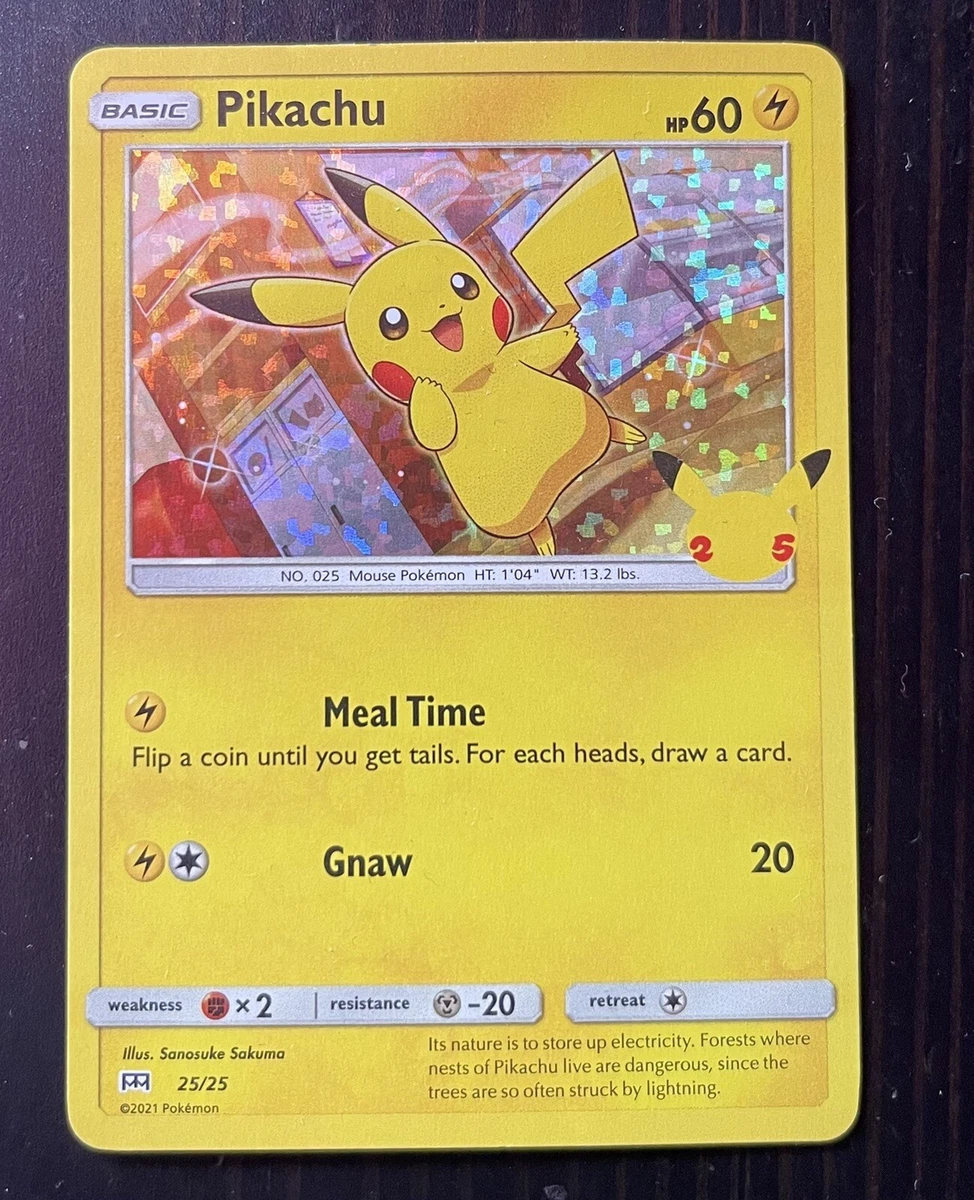 BASIC Pikachu HP60
2 5
NO. 025 Mouse Pokémon HT: 1'04" WT: 13.2 lbs.
Meal Time
Flip a coin until you get tails. For each heads, draw a card.
Gnaw 20
weakness ×2 resistance -20 retreat
Illus. Sanosuke Sakuma
25/25
©2021 Pokémon
Its nature is to store up electricity. Forests where
nests of Pikachu live are dangerous, since the
trees are so often struck by lightning.